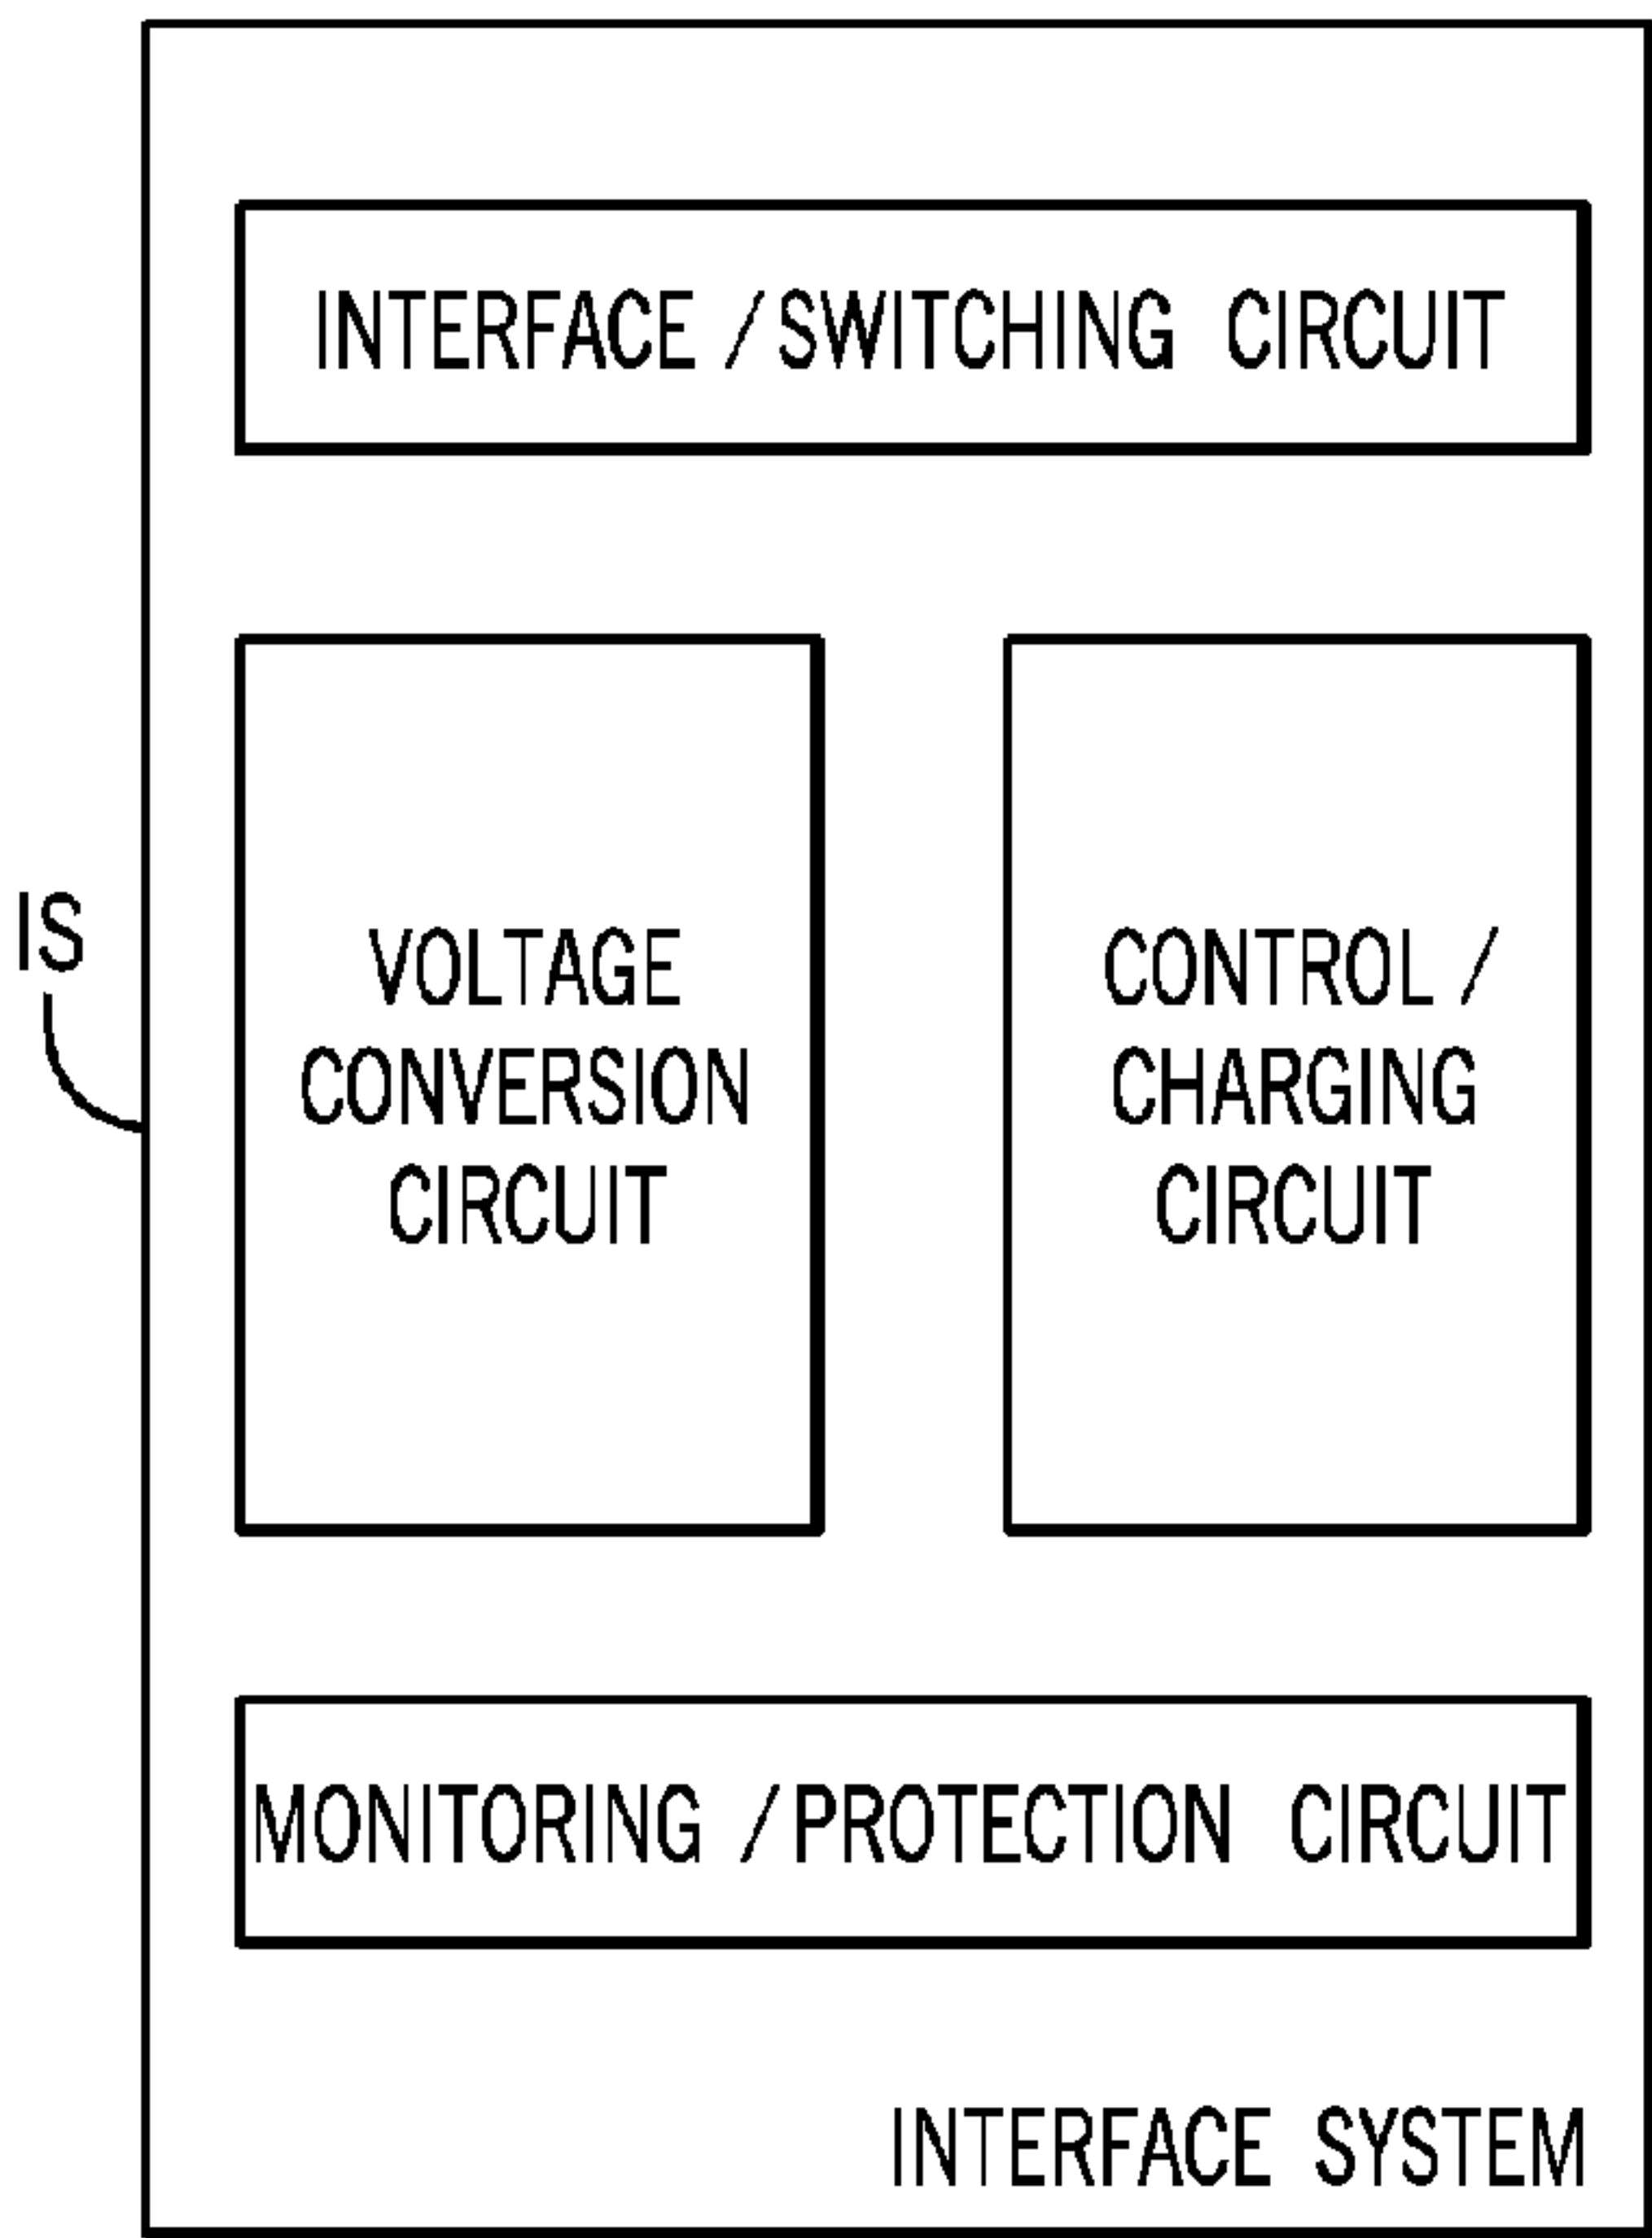 INTERFACE / SWITCHING CIRCUIT
IS
VOLTAGE
CONVERSION
CIRCUIT
CONTROL /
CHARGING
CIRCUIT
MONITORING / PROTECTION CIRCUIT
INTERFACE SYSTEM